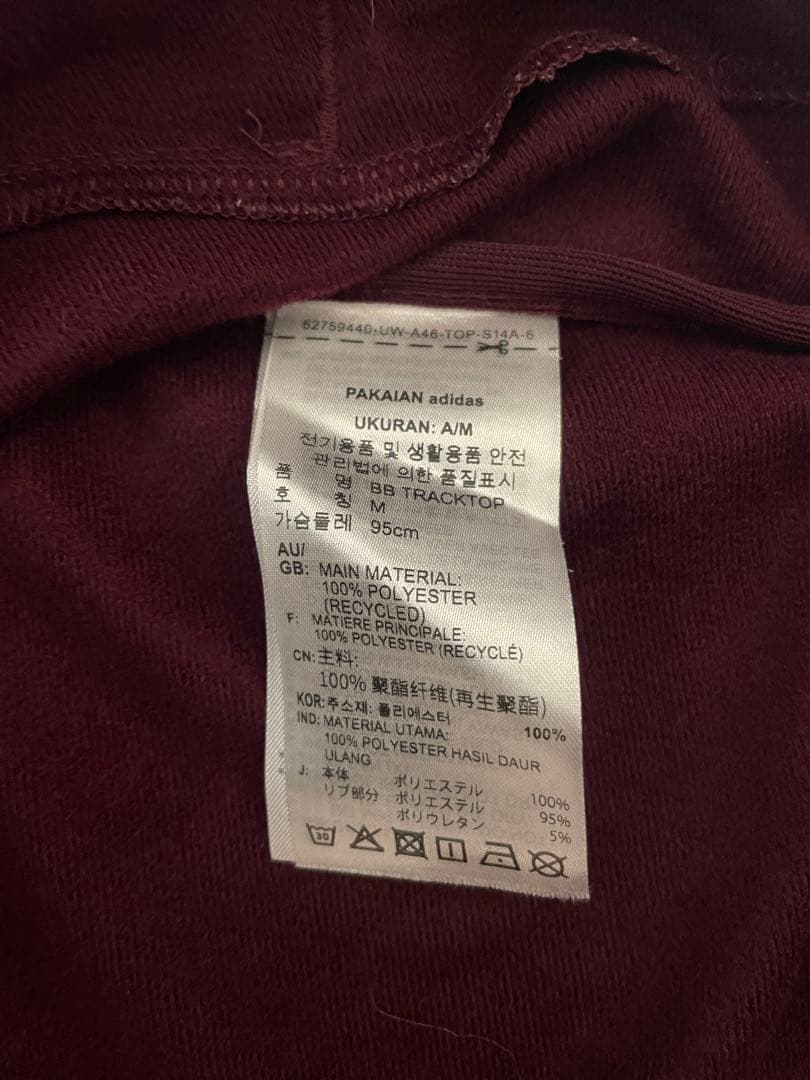 62759440-UW-A46-TOP-S14A-6
PAKAIAN adidas
UKURAN: A/M
전기용품 및 생활용품 안전
관리법에 의한 품질표시
품 명 BB TRACKTOP
호 칭 M
가슴둘레 95cm
AU/
GB: MAIN MATERIAL:
100% POLYESTER
(RECYCLED)
F: MATIERE PRINCIPALE:
100% POLYESTER (RECYCLÉ)
CN: 主料:
100% 聚酯纤维(再生聚酯)
KOR: 주소재: 폴리에스터 100%
IND: MATERIAL UTAMA:
100% POLYESTER HASIL DAUR
ULANG
J: 本体 ポリエステル 100%
リブ部分 ポリエステル 95%
ポリウレタン 5%
30